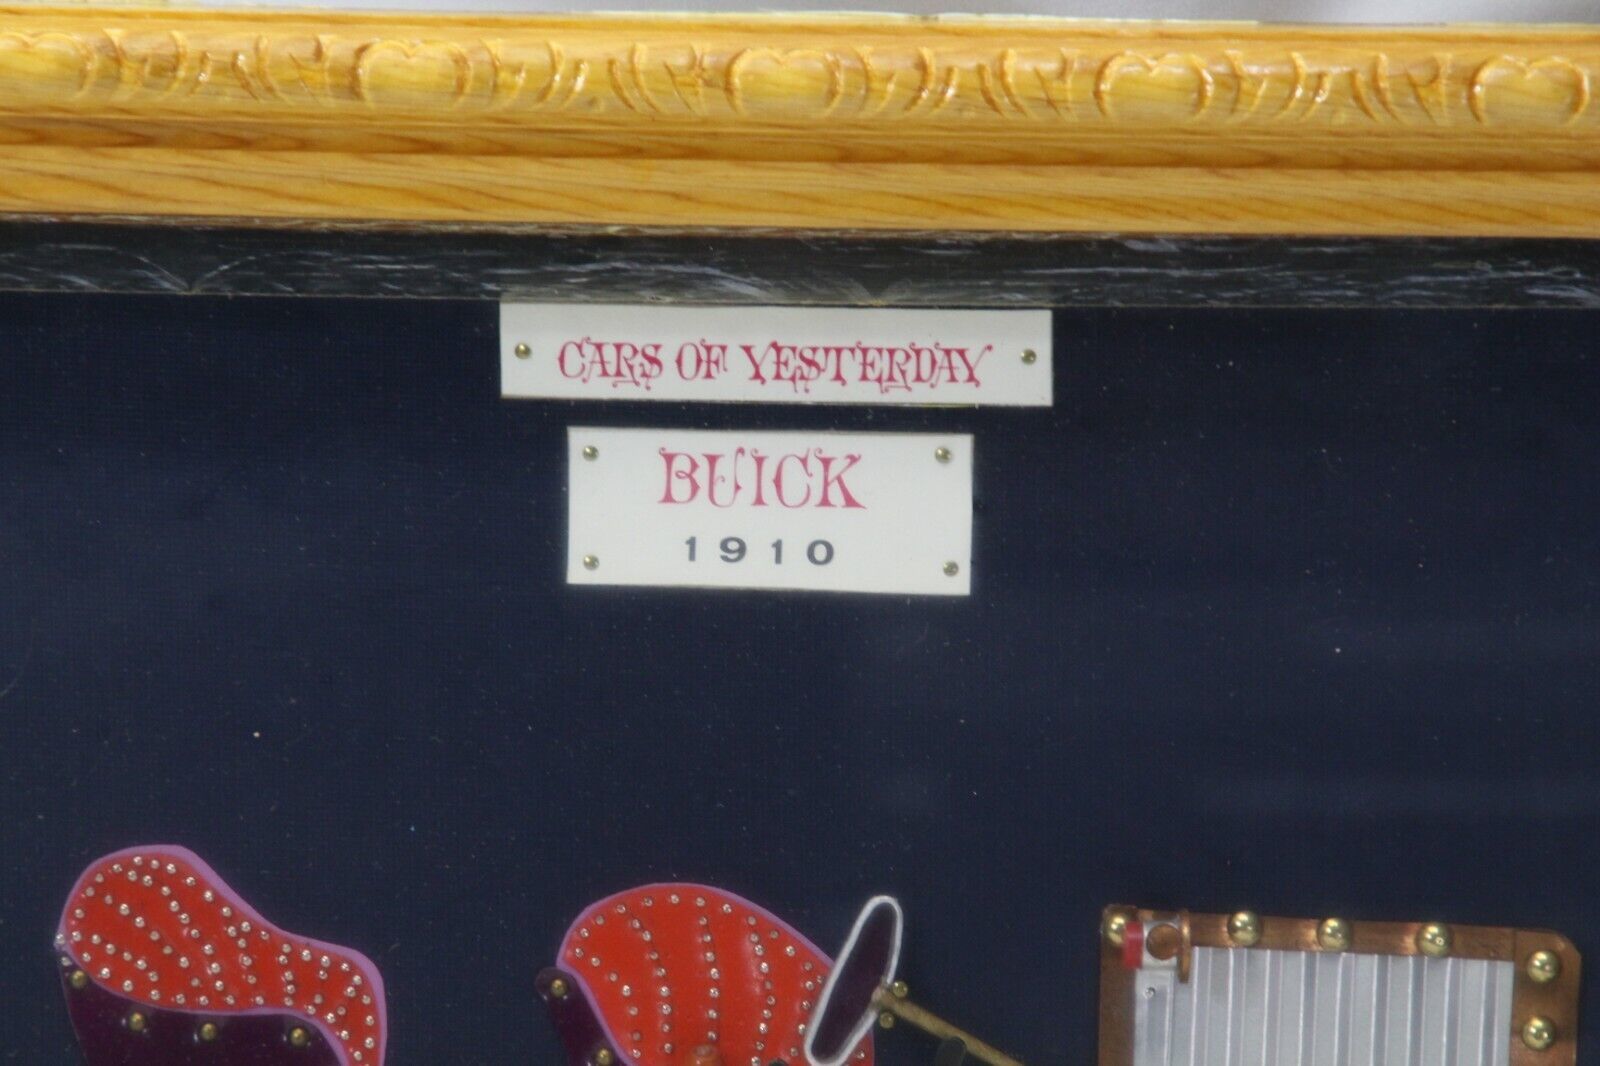 CARS OF YESTERDAY
BUICK
1910